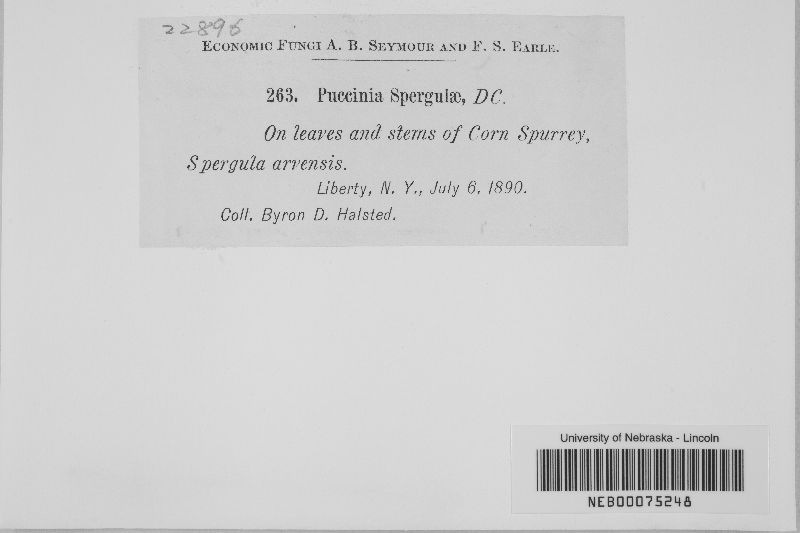 22896
Economic Fungi A. B. Seymour and F. S. Earle.
263. Puccinia Spergulæ, DC.
On leaves and stems of Corn Spurrey,
Spergula arvensis.
Liberty, N. Y., July 6, 1890.
Coll. Byron D. Halsted.
University of Nebraska - Lincoln
NEB00075248